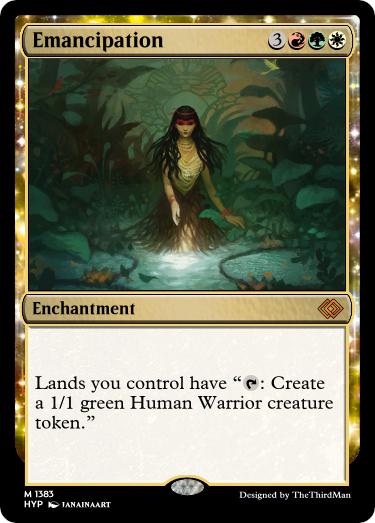 Emancipation 3
Enchantment
Lands you control have “: Create
a 1/1 green Human Warrior creature
token.”
M 1383
HYP JANAINAART
Designed by TheThirdMan